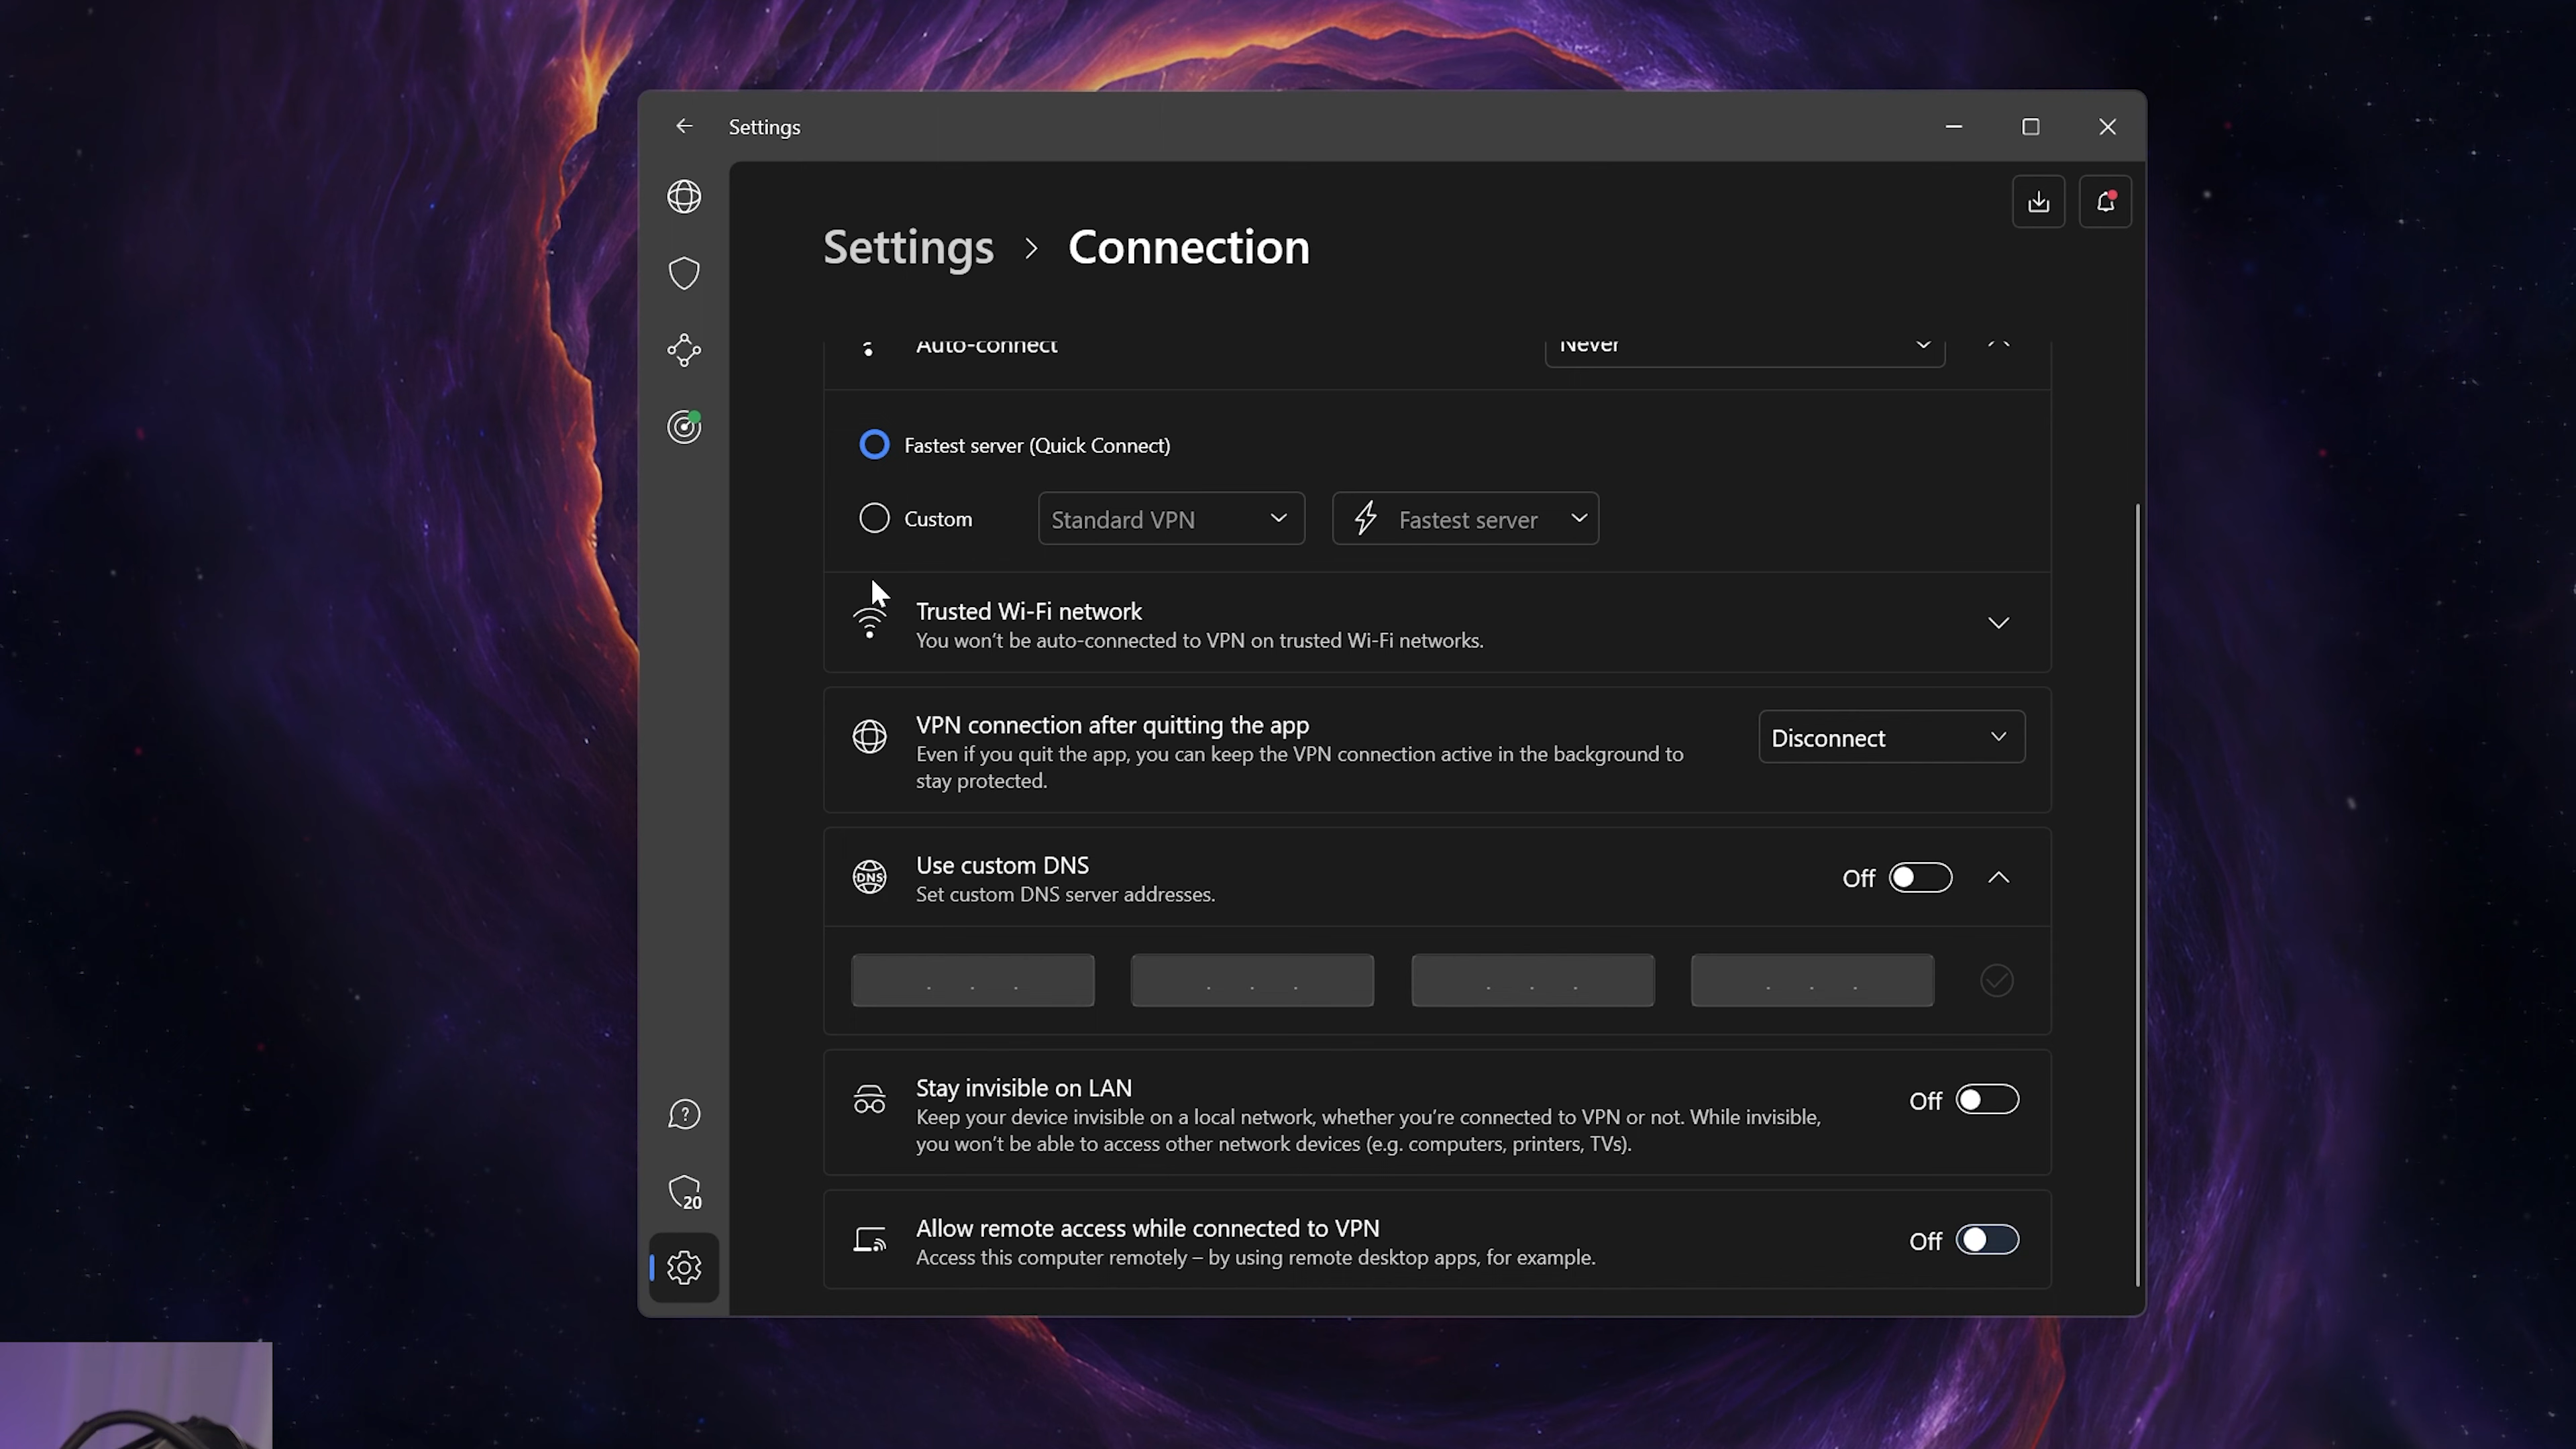 Settings
Settings > Connection
Auto-connect
Never
Fastest server (Quick Connect)
Custom
Standard VPN
Fastest server
Trusted Wi-Fi network
You won't be auto-connected to VPN on trusted Wi-Fi networks.
VPN connection after quitting the app
Even if you quit the app, you can keep the VPN connection active in the background to
stay protected.
Disconnect
DNS
Use custom DNS
Set custom DNS server addresses.
Off
. . .
. . .
. . .
. . .
Stay invisible on LAN
Keep your device invisible on a local network, whether you're connected to VPN or not. While invisible,
you won't be able to access other network devices (e.g. computers, printers, TVs).
Off
?
20
Allow remote access while connected to VPN
Access this computer remotely – by using remote desktop apps, for example.
Off